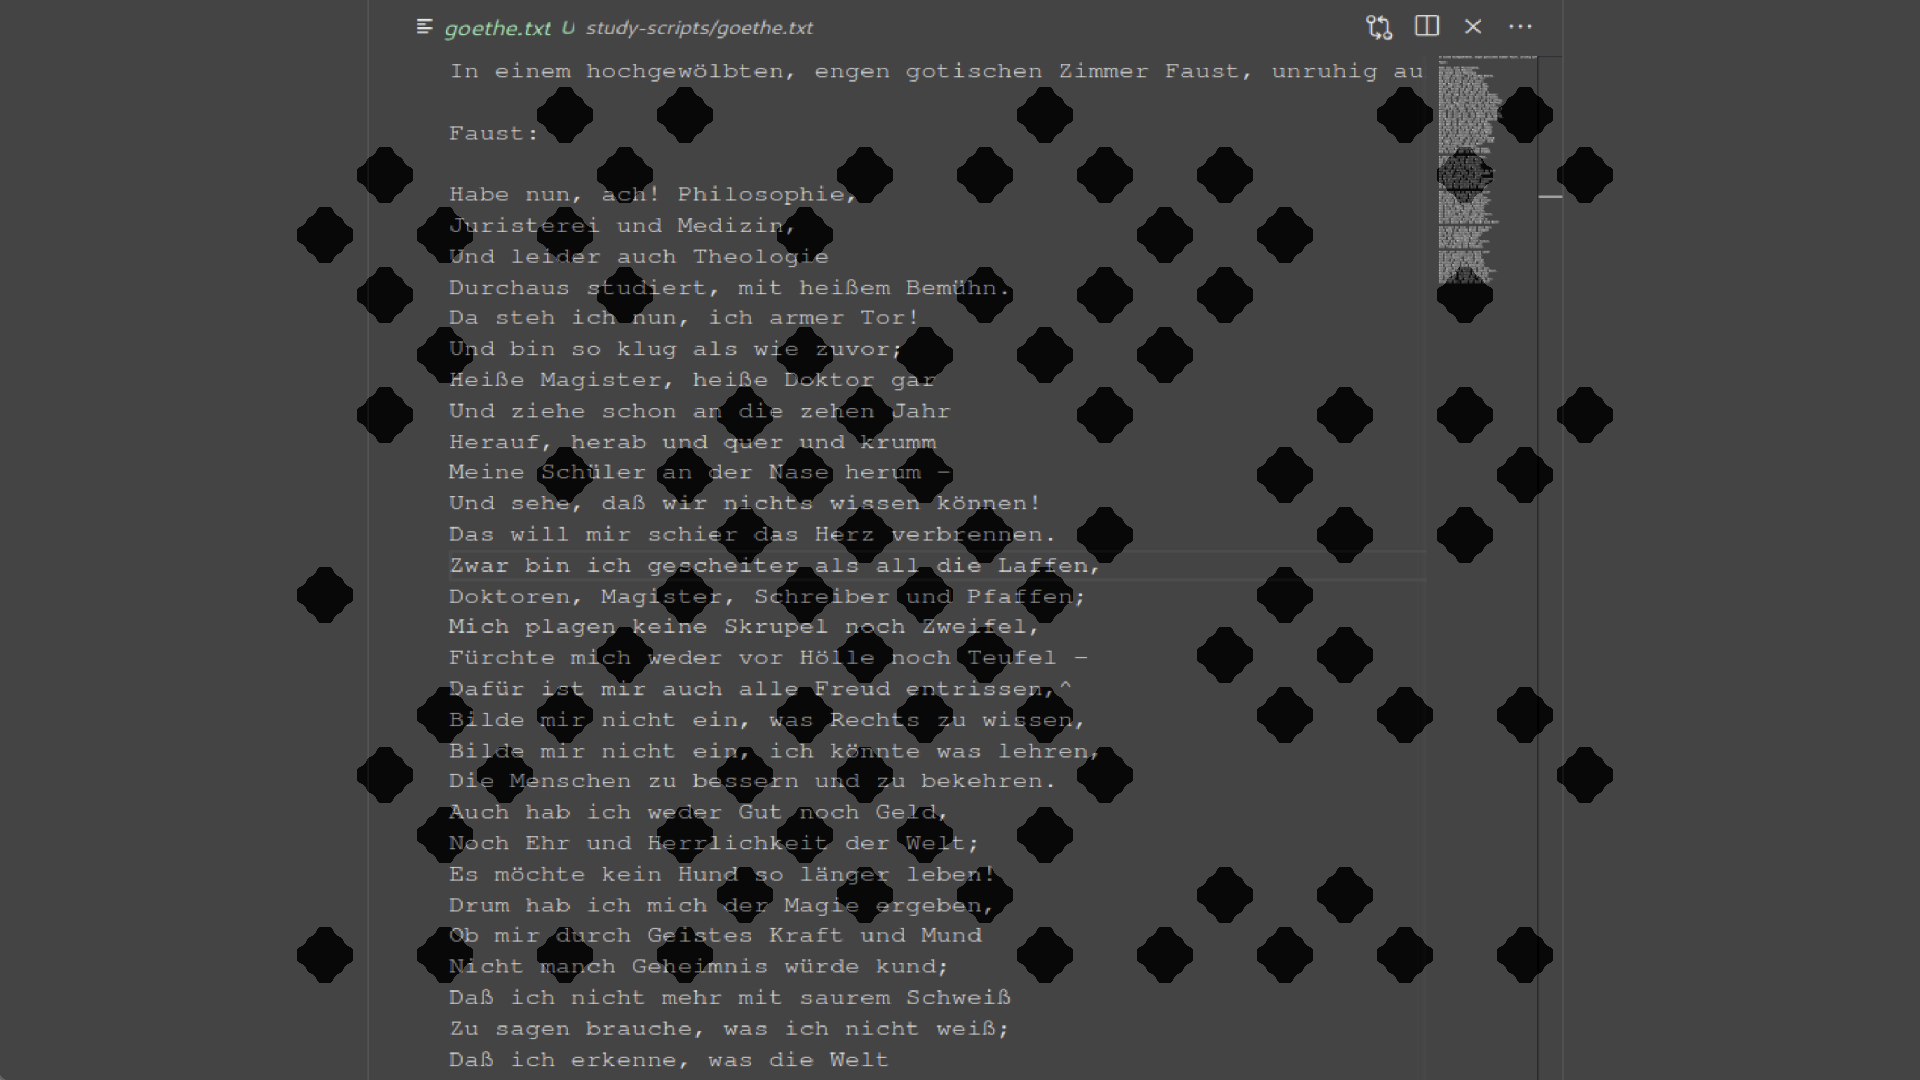 goethe.txt U study-scripts/goethe.txt
In einem hochgewölbten, engen gotischen Zimmer Faust, unruhig au
Faust:
Habe nun, ach! Philosophie,
Juristerei und Medizin,
Und leider auch Theologie
Durchaus studiert, mit heißem Bemühn.
Da steh ich nun, ich armer Tor!
Und bin so klug als wie zuvor;
Heiße Magister, heiße Doktor gar
Und ziehe schon an die zehen Jahr
Herauf, herab und quer und krumm
Meine Schüler an der Nase herum –
Und sehe, daß wir nichts wissen können!
Das will mir schier das Herz verbrennen.
Zwar bin ich gescheiter als all die Laffen,
Doktoren, Magister, Schreiber und Pfaffen;
Mich plagen keine Skrupel noch Zweifel,
Fürchte mich weder vor Hölle noch Teufel –
Dafür ist mir auch alle Freud entrissen,^
Bilde mir nicht ein, was Rechts zu wissen,
Bilde mir nicht ein, ich könnte was lehren,
Die Menschen zu bessern und zu bekehren.
Auch hab ich weder Gut noch Geld,
Noch Ehr und Herrlichkeit der Welt;
Es möchte kein Hund so länger leben!
Drum hab ich mich der Magie ergeben,
Ob mir durch Geistes Kraft und Mund
Nicht manch Geheimnis würde kund;
Daß ich nicht mehr mit saurem Schweiß
Zu sagen brauche, was ich nicht weiß;
Daß ich erkenne, was die Welt